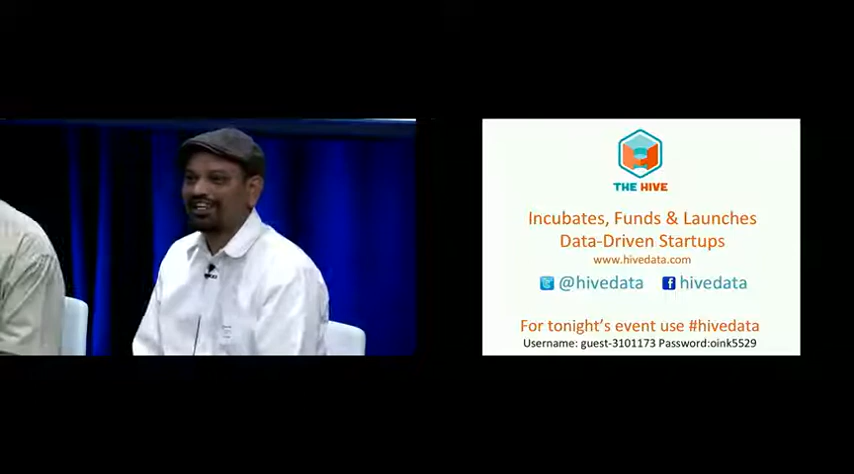 THE HIVE
Incubates, Funds & Launches
Data-Driven Startups
www.hivedata.com
@hivedata hivedata
For tonight's event use #hivedata
Username: guest-3101173 Password:oink5529